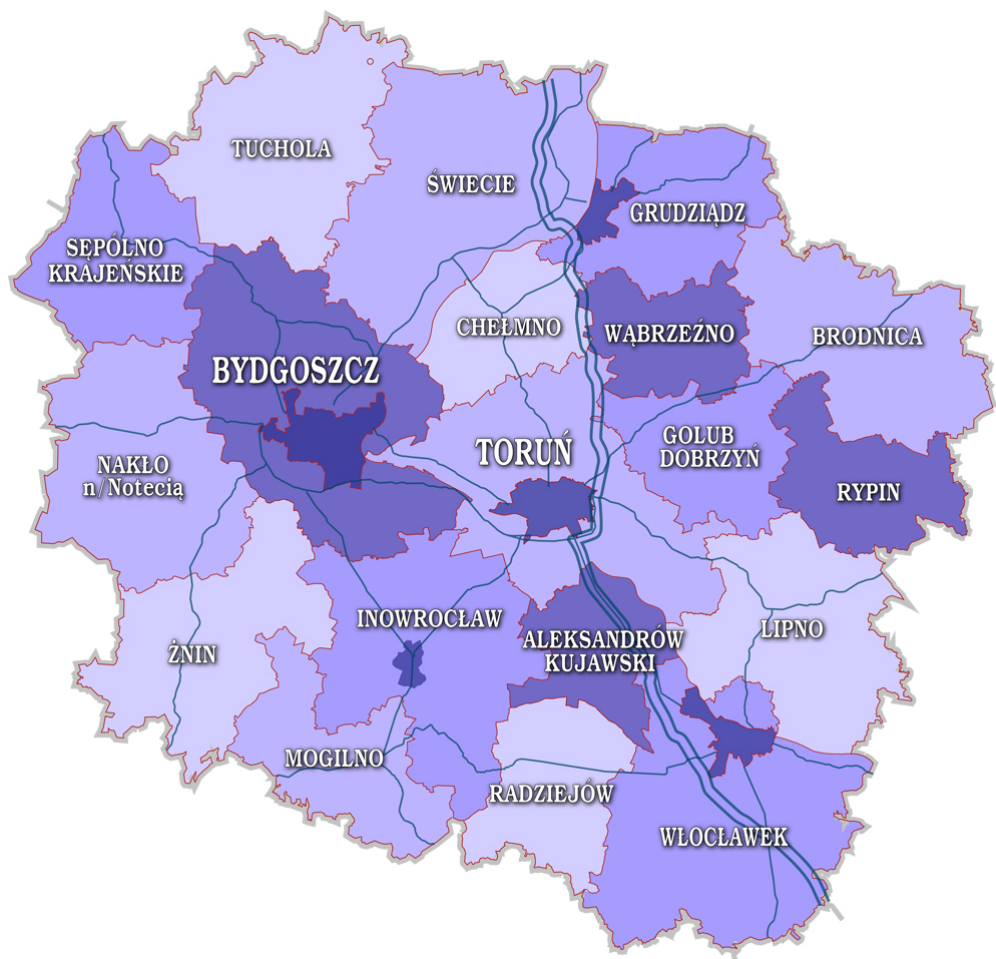 TUCHOLA
ŚWIECIE
GRUDZIĄDZ
SĘPÓLNO
KRAJEŃSKIE
CHEŁMNO
WĄBRZEŹNO
BRODNICA
BYDGOSZCZ
TORUŃ
GOLUB
DOBRZYŃ
NAKŁO
n/Notecią
RYPIN
INOWROCŁAW
ALEKSANDRÓW
KUJAWSKI
LIPNO
ŻNIN
MOGILNO
RADZIEJÓW
WŁOCŁAWEK